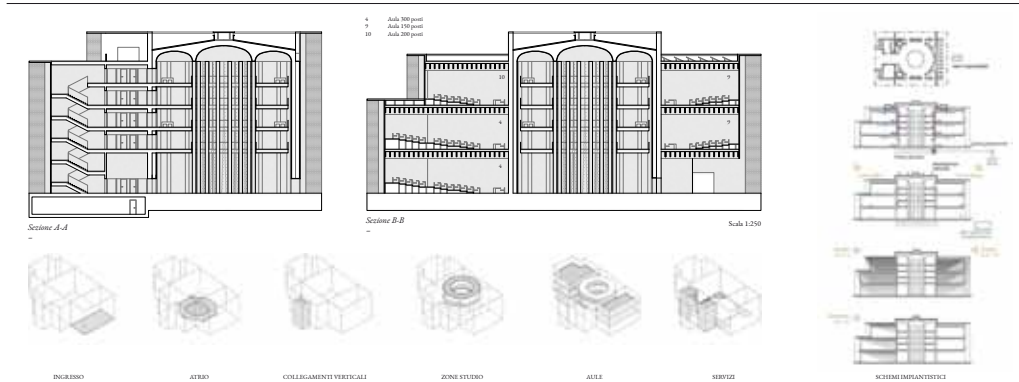 4 Aula 300 posti
9 Aula 150 posti
10 Aula 200 posti
10
9
4
9
4
Sezione A-A
Sezione B-B
Scala 1:250
INGRESSO
ATRIO
COLLEGAMENTI VERTICALI
ZONE STUDIO
AULE
SERVIZI
SCHEMI IMPIANTISTICI